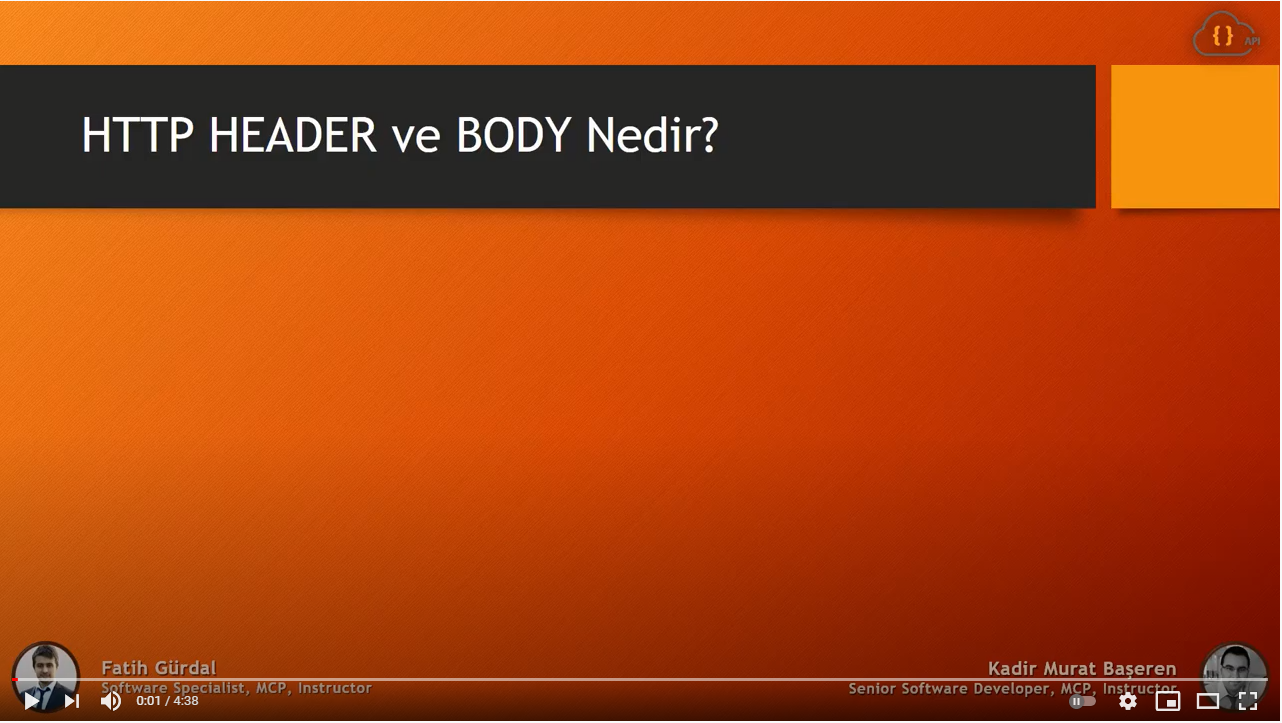 { } API
HTTP HEADER ve BODY Nedir?
Fatih Gürdal
Software Specialist, MCP, Instructor
Kadir Murat Başeren
Senior Software Developer, MCP, Instructor
0:01 / 4:38